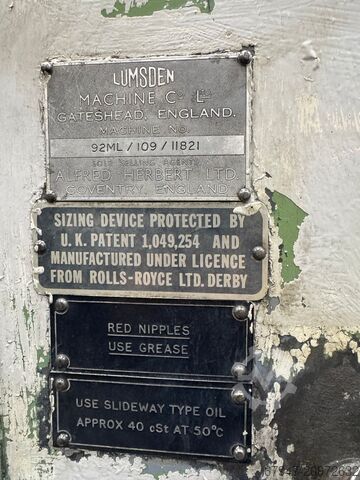 LUMSDEN
MACHINE Co Ltd
GATESHEAD, ENGLAND.
MACHINE NO.
92ML / 109 / 11821
SOLE SELLING AGENTS
ALFRED HERBERT LTD.
COVENTRY, ENGLAND
SIZING DEVICE PROTECTED BY
U.K. PATENT 1,049,254 AND
MANUFACTURED UNDER LICENCE
FROM ROLLS-ROYCE LTD. DERBY
RED NIPPLES
USE GREASE
USE SLIDEWAY TYPE OIL
APPROX 40 cSt AT 50°C